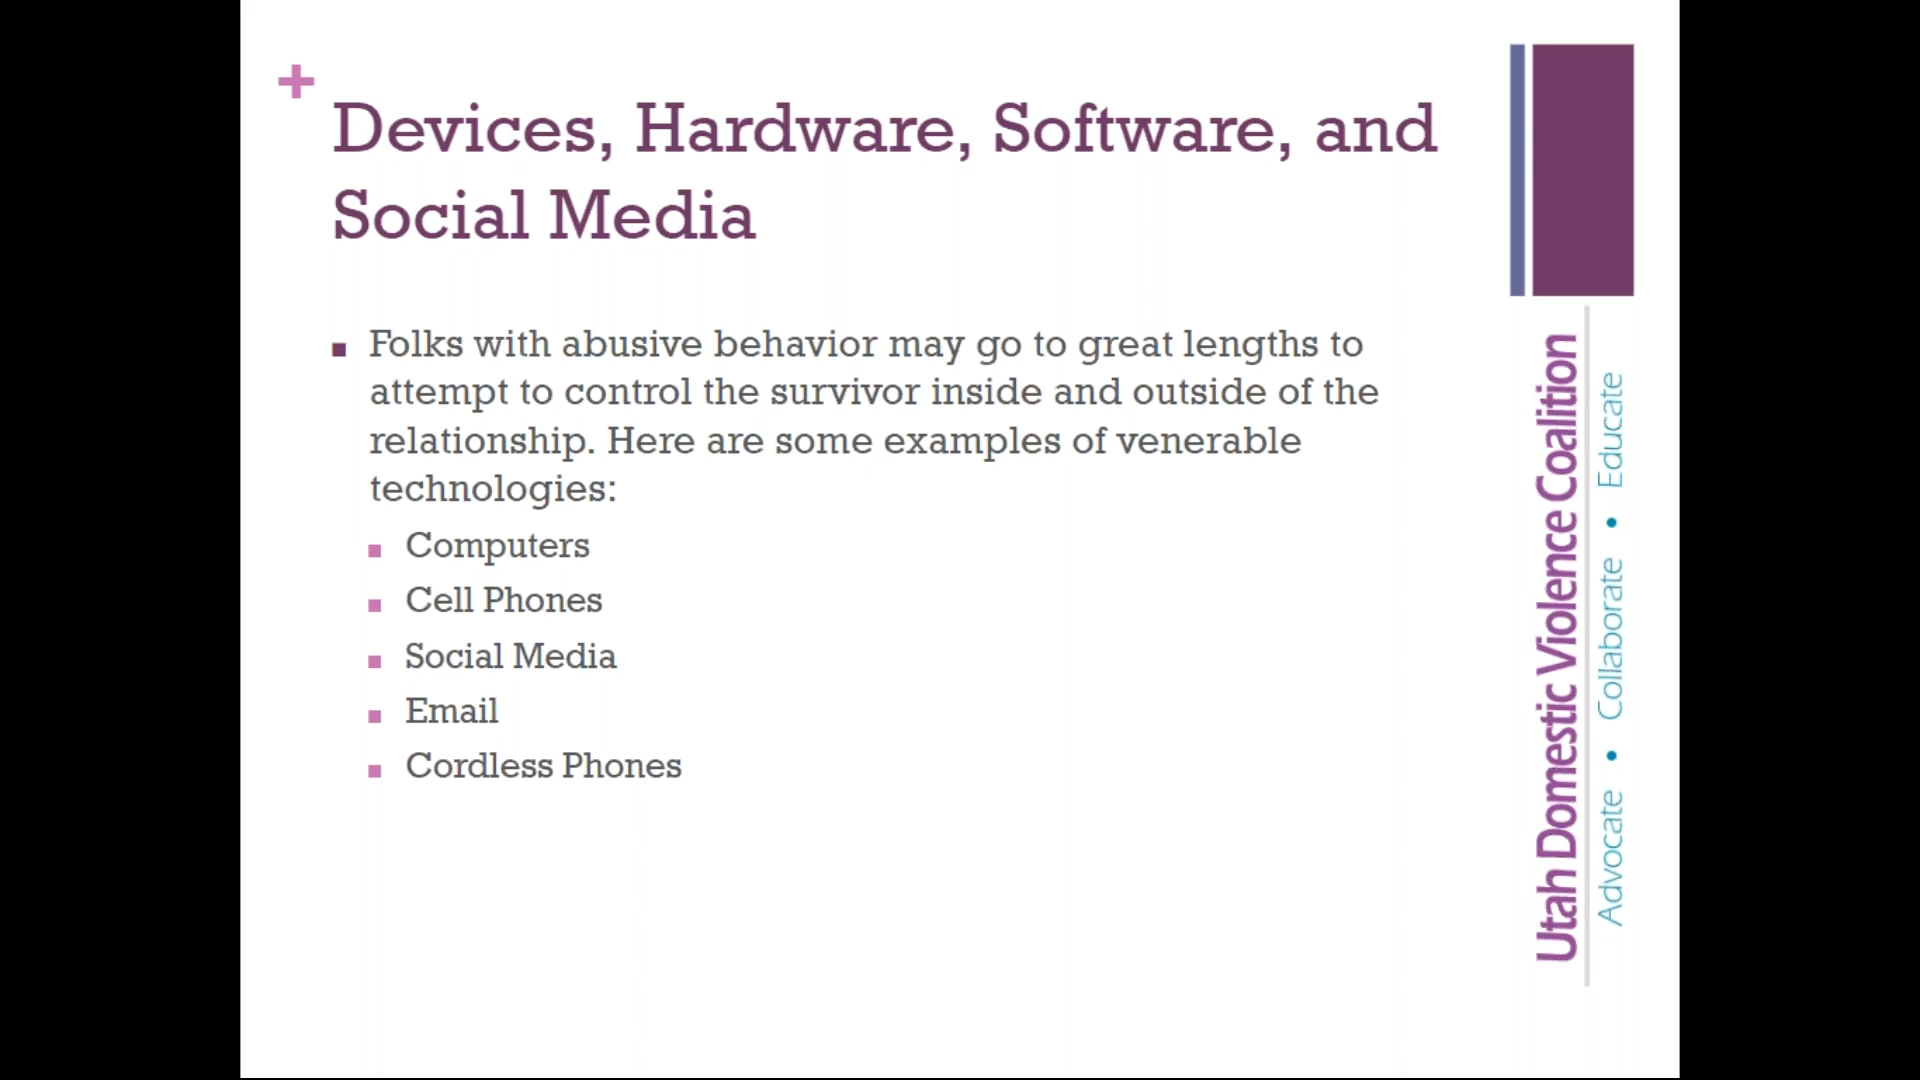 +
Devices, Hardware, Software, and
Social Media
Folks with abusive behavior may go to great lengths to
attempt to control the survivor inside and outside of the
relationship. Here are some examples of venerable
technologies:
Computers
Cell Phones
Social Media
Email
Cordless Phones
Utah Domestic Violence Coalition
Advocate • Collaborate • Educate